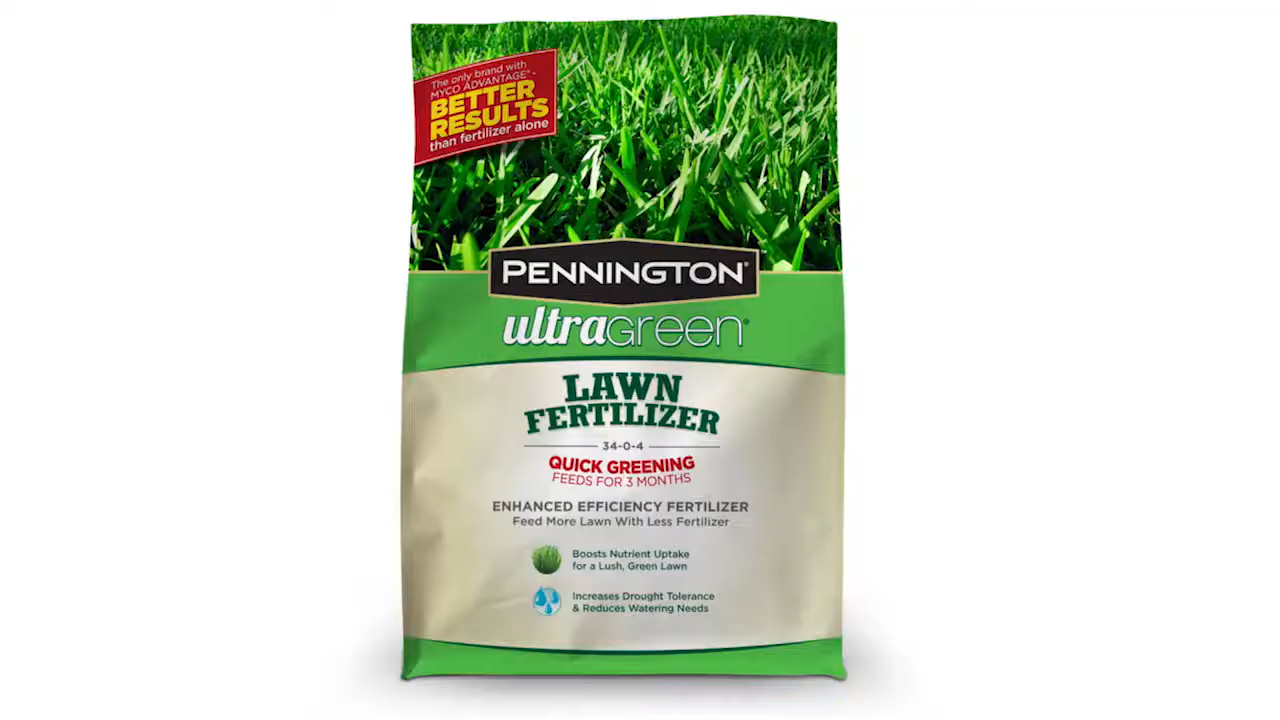 The only brand with
MYCO ADVANTAGE® -
BETTER
RESULTS
than fertilizer alone
PENNINGTON®
ultragreen®
LAWN
FERTILIZER
34-0-4
QUICK GREENING
FEEDS FOR 3 MONTHS
ENHANCED EFFICIENCY FERTILIZER
Feed More Lawn With Less Fertilizer
Boosts Nutrient Uptake
for a Lush, Green Lawn
Increases Drought Tolerance
& Reduces Watering Needs